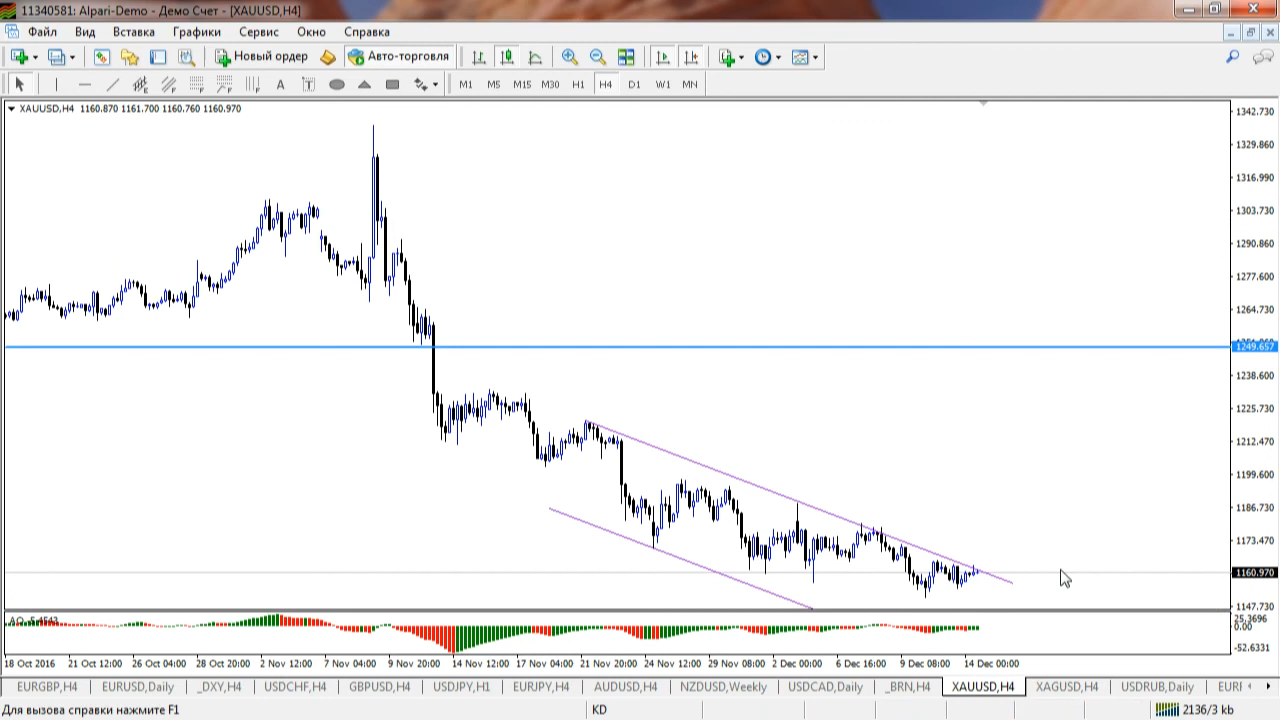 11340581: Alpari-Demo - Демо Счет - [XAUUSD,H4]
Файл Вид Вставка Графики Сервис Окно Справка
Новый ордер Авто-торговля
A T M1 M5 M15 M30 H1 H4 D1 W1 MN
XAUUSD,H4 1160.870 1161.700 1160.760 1160.970
1342.730
1329.860
1316.990
1303.730
1290.860
1277.600
1264.730
1249.657
1238.600
1225.730
1212.470
1199.600
1186.730
1173.470
1160.970
1147.730
AO -5.4543
25.3696
0.00
-52.6331
18 Oct 2016 21 Oct 12:00 26 Oct 04:00 28 Oct 20:00 2 Nov 12:00 7 Nov 04:00 9 Nov 20:00 14 Nov 12:00 17 Nov 04:00 21 Nov 20:00 24 Nov 12:00 29 Nov 08:00 2 Dec 00:00 6 Dec 16:00 9 Dec 08:00 14 Dec 00:00
EURGBP,H4 EURUSD,Daily _DXY,H4 USDCHF,H4 GBPUSD,H4 USDJPY,H1 EURJPY,H4 AUDUSD,H4 NZDUSD,Weekly USDCAD,Daily _BRN,H4 XAUUSD,H4 XAGUSD,H4 USDRUB,Daily
Для вызова справки нажмите F1 KD 2136/3 kb